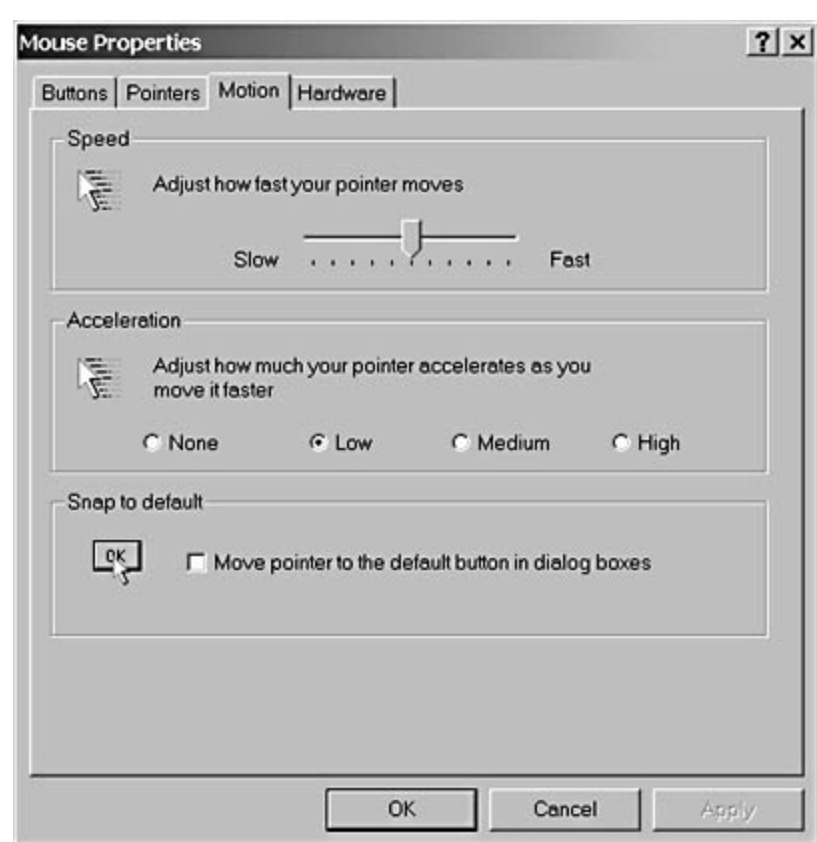 Mouse Properties
? ×
Buttons Pointers Motion Hardware
Speed
Adjust how fast your pointer moves
Slow Fast
Acceleration
Adjust how much your pointer accelerates as you
move it faster
None Low Medium High
Snap to default
OK Move pointer to the default button in dialog boxes
OK Cancel Apply